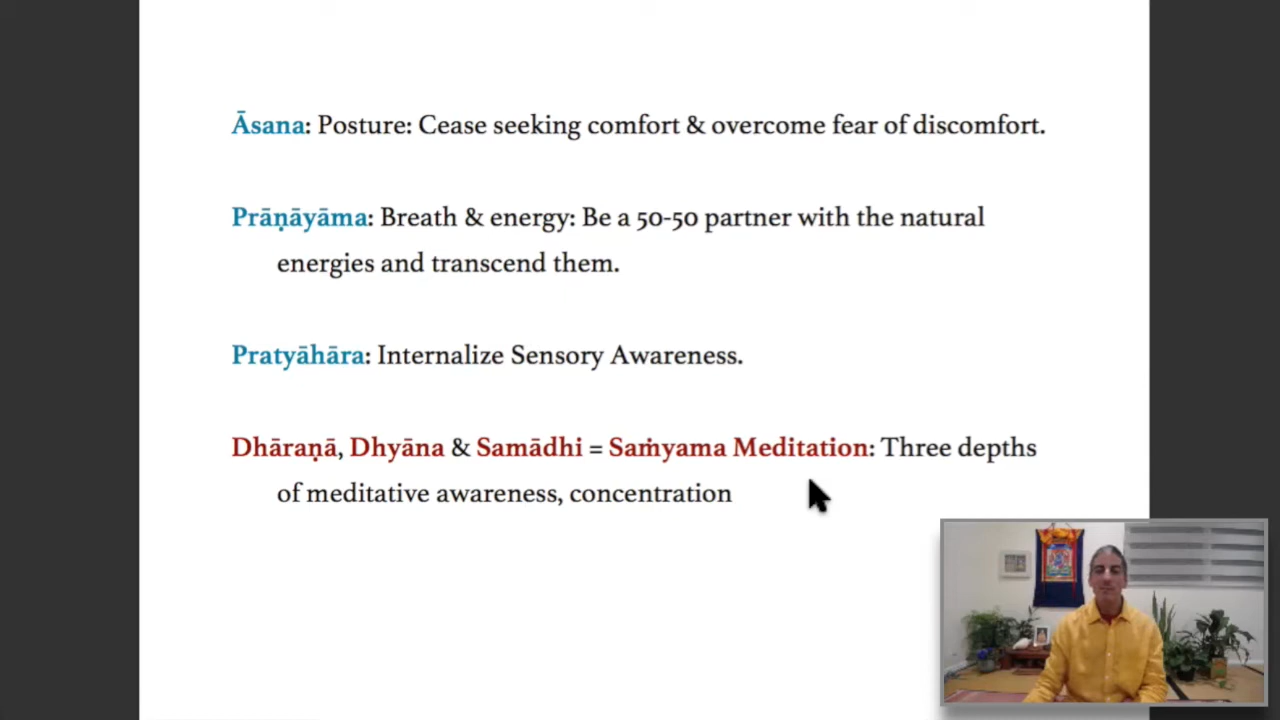 Āsana: Posture: Cease seeking comfort & overcome fear of discomfort.
Prāṇāyāma: Breath & energy: Be a 50-50 partner with the natural
energies and transcend them.
Pratyāhāra: Internalize Sensory Awareness.
Dhāraṇā, Dhyāna & Samādhi = Saṁyama Meditation: Three depths
of meditative awareness, concentration